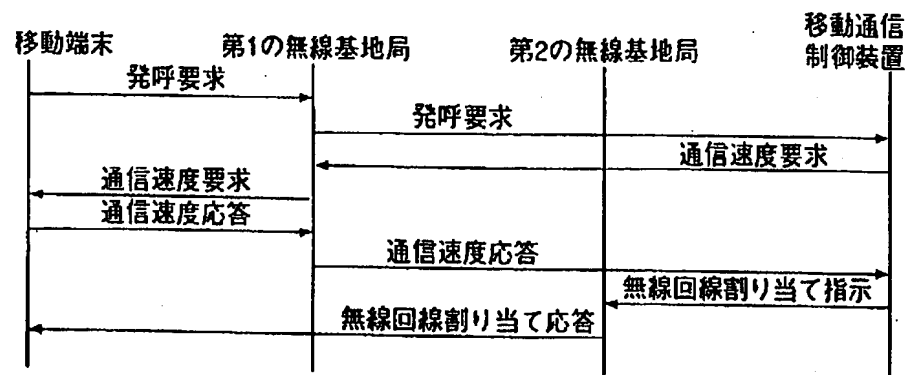 移動端末
第1の無線基地局
第2の無線基地局
移動通信
制御装置
発呼要求
発呼要求
通信速度要求
通信速度要求
通信速度応答
通信速度応答
無線回線割り当て指示
無線回線割り当て応答